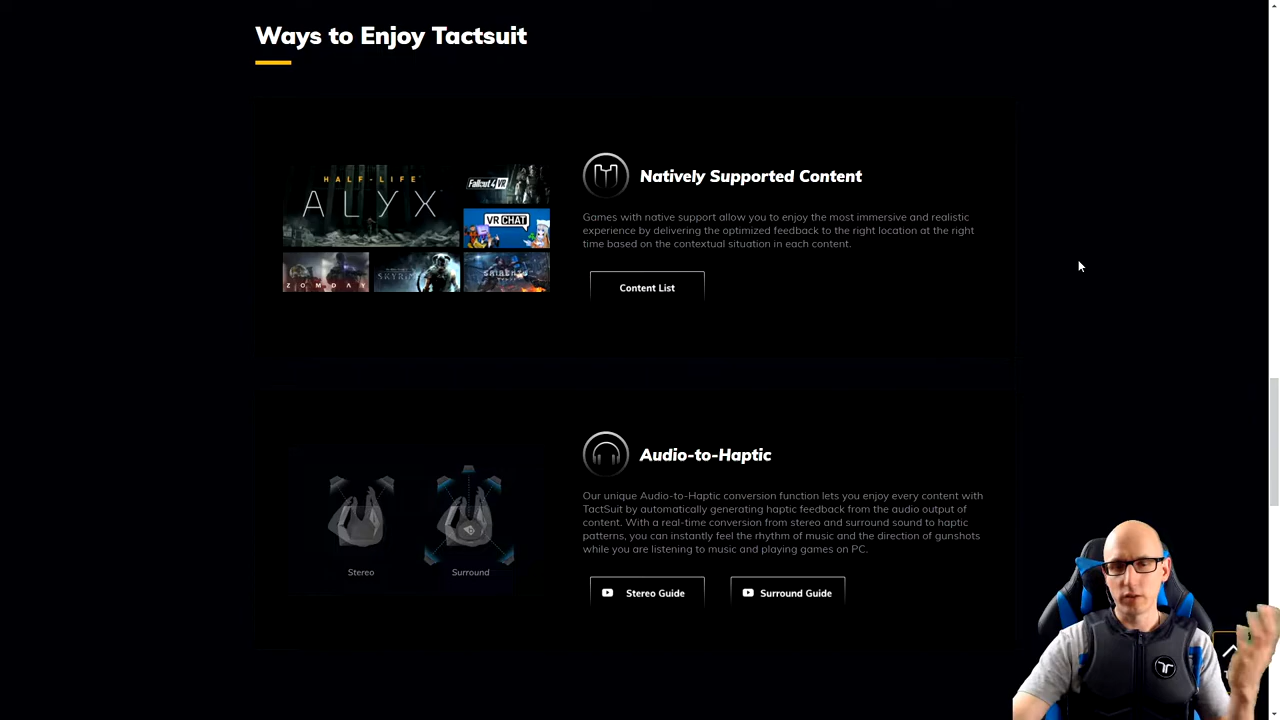 Ways to Enjoy Tactsuit
HALF-LIFE
ALYX
Fallout 4 VR
VRCHAT
ZOMDAY
SKYRIM
Natively Supported Content
Games with native support allow you to enjoy the most immersive and realistic
experience by delivering the optimized feedback to the right location at the right
time based on the contextual situation in each content.
Content List
Stereo
Surround
Audio-to-Haptic
Our unique Audio-to-Haptic conversion function lets you enjoy every content with
TactSuit by automatically generating haptic feedback from the audio output of
content. With a real-time conversion from stereo and surround sound to haptic
patterns, you can instantly feel the rhythm of music and the direction of gunshots
while you are listening to music and playing games on PC.
Stereo Guide
Surround Guide